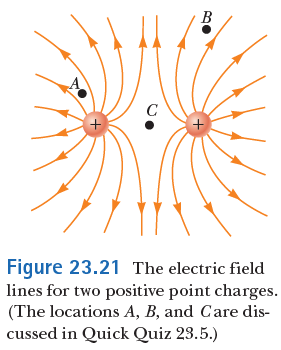 B
A
C
+ +
Figure 23.21 The electric field
lines for two positive point charges.
(The locations A, B, and C are dis-
cussed in Quick Quiz 23.5.)